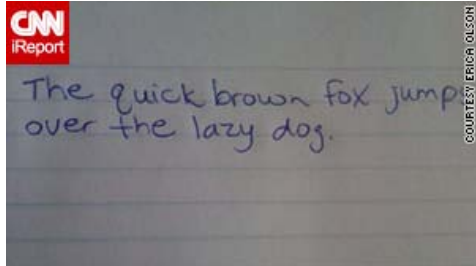 CNN
iReport
The quick brown fox jumps
over the lazy dog.
COURTESY ERICA OLSON